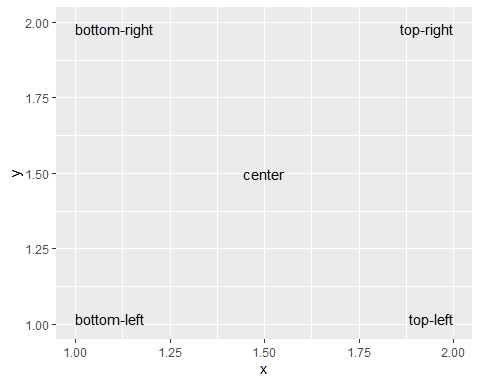 2.00
bottom-right top-right
1.75
y 1.50 center
1.25
1.00 bottom-left top-left
1.00 1.25 1.50 1.75 2.00
x